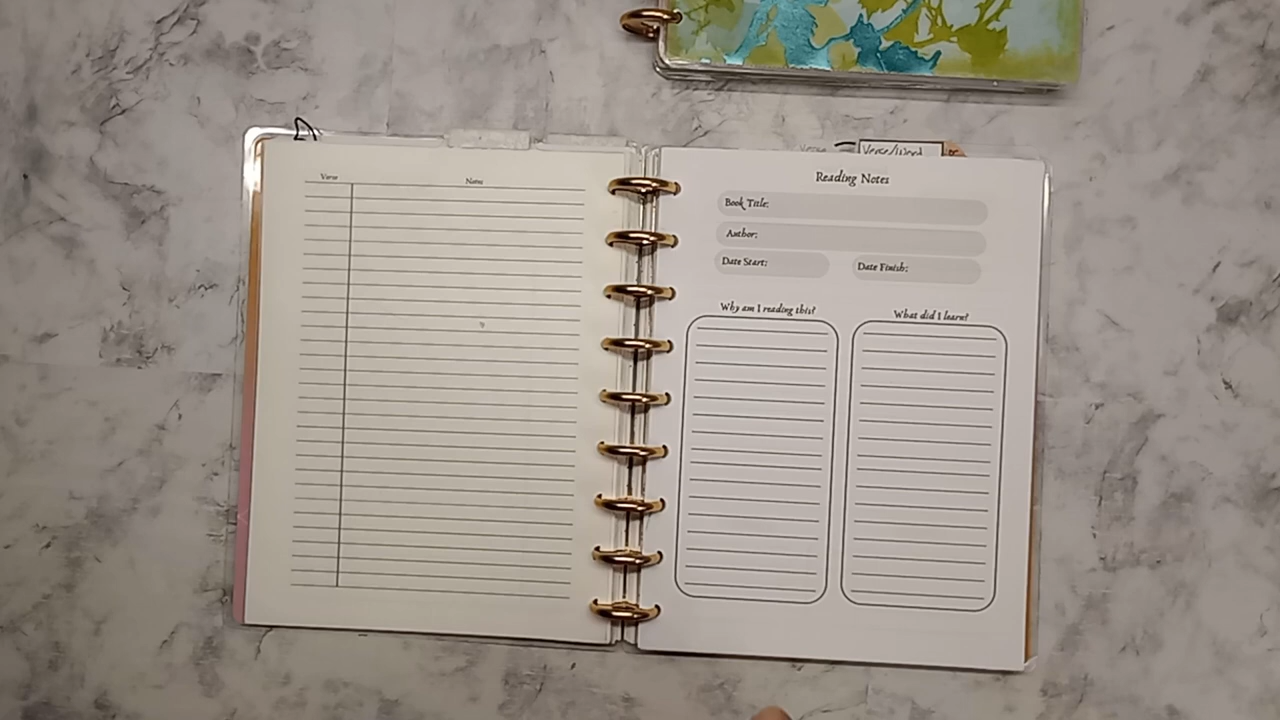 Verse Notes
Verse
Verse/Word
Reading Notes
Book Title:
Author:
Date Start: Date Finish:
Why am I reading this? What did I learn?